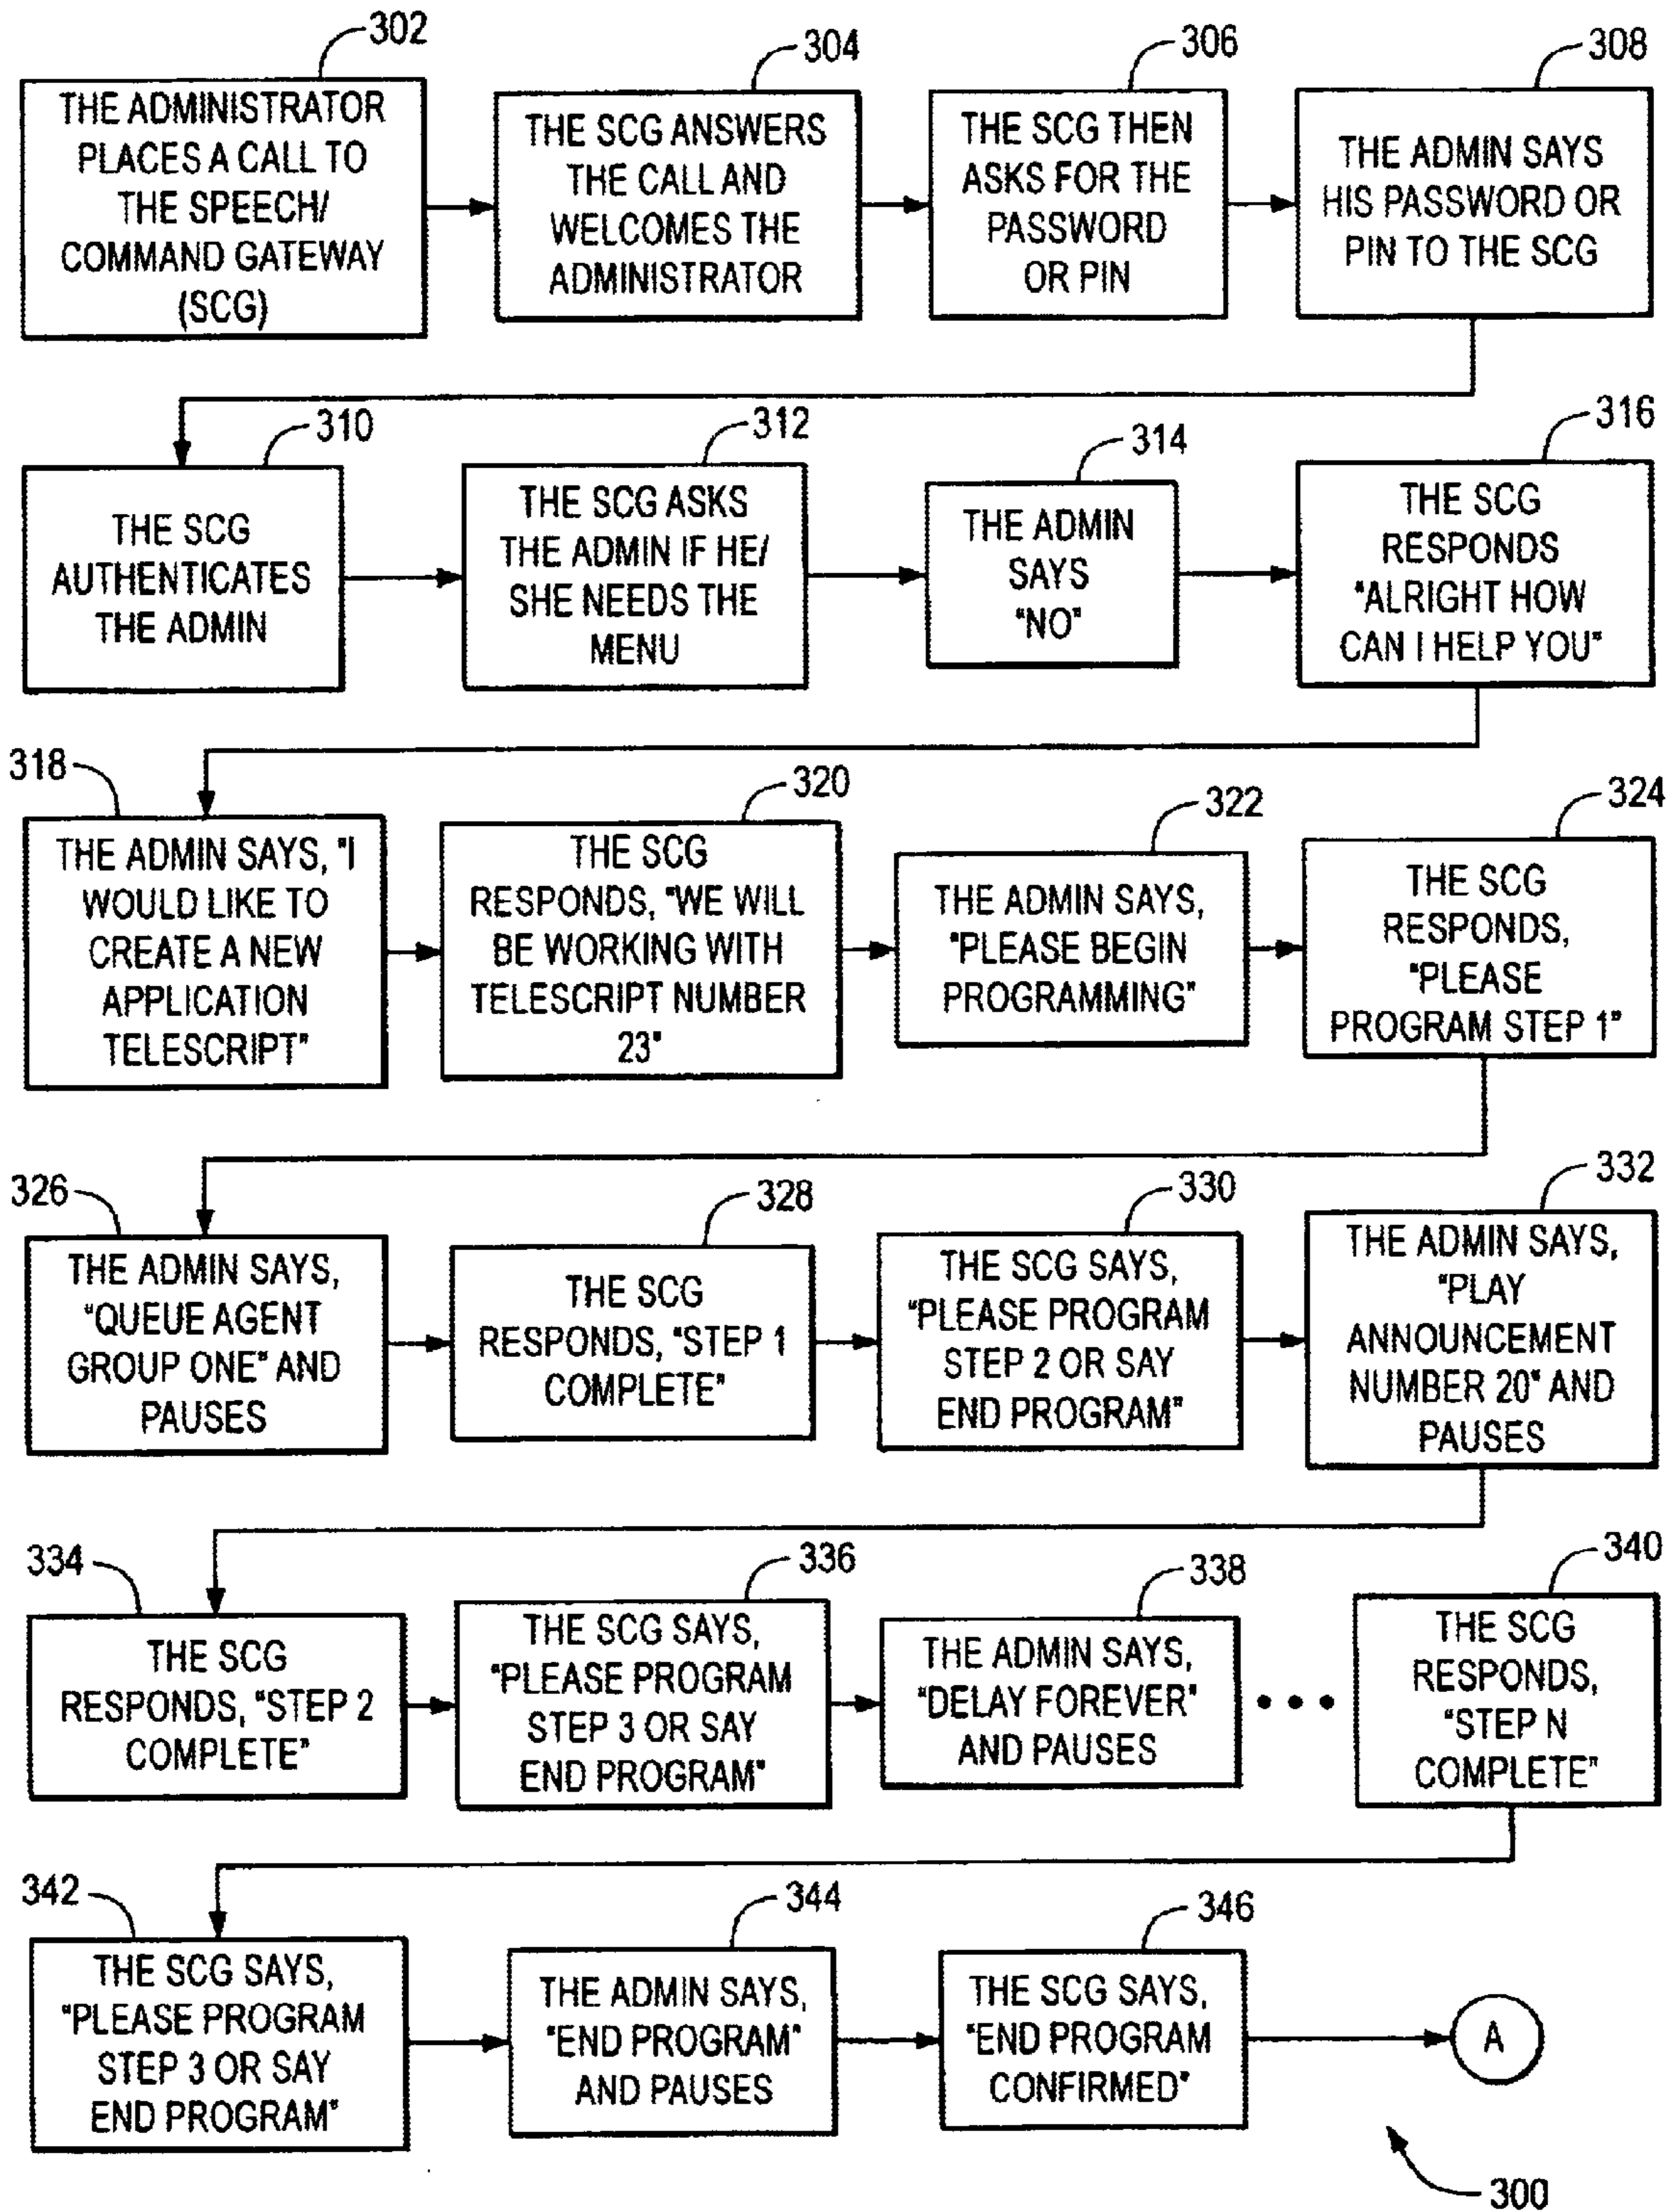 302
THE ADMINISTRATOR
PLACES A CALL TO
THE SPEECH/
COMMAND GATEWAY
(SCG)
304
THE SCG ANSWERS
THE CALL AND
WELCOMES THE
ADMINISTRATOR
306
THE SCG THEN
ASKS FOR THE
PASSWORD
OR PIN
308
THE ADMIN SAYS
HIS PASSWORD OR
PIN TO THE SCG
310
THE SCG
AUTHENTICATES
THE ADMIN
312
THE SCG ASKS
THE ADMIN IF HE/
SHE NEEDS THE
MENU
314
THE ADMIN
SAYS
"NO"
316
THE SCG
RESPONDS
"ALRIGHT HOW
CAN I HELP YOU"
318
THE ADMIN SAYS, "I
WOULD LIKE TO
CREATE A NEW
APPLICATION
TELESCRIPT"
320
THE SCG
RESPONDS, "WE WILL
BE WORKING WITH
TELESCRIPT NUMBER
23"
322
THE ADMIN SAYS,
"PLEASE BEGIN
PROGRAMMING"
324
THE SCG
RESPONDS,
"PLEASE
PROGRAM STEP 1"
326
THE ADMIN SAYS,
"QUEUE AGENT
GROUP ONE" AND
PAUSES
328
THE SCG
RESPONDS, "STEP 1
COMPLETE"
330
THE SCG SAYS,
"PLEASE PROGRAM
STEP 2 OR SAY
END PROGRAM"
332
THE ADMIN SAYS,
"PLAY
ANNOUNCEMENT
NUMBER 20" AND
PAUSES
334
THE SCG
RESPONDS, "STEP 2
COMPLETE"
336
THE SCG SAYS,
"PLEASE PROGRAM
STEP 3 OR SAY
END PROGRAM"
338
THE ADMIN SAYS,
"DELAY FOREVER"
AND PAUSES
• • •
340
THE SCG
RESPONDS,
"STEP N
COMPLETE"
342
THE SCG SAYS,
"PLEASE PROGRAM
STEP 3 OR SAY
END PROGRAM"
344
THE ADMIN SAYS,
"END PROGRAM"
AND PAUSES
346
THE SCG SAYS,
"END PROGRAM
CONFIRMED"
A
300